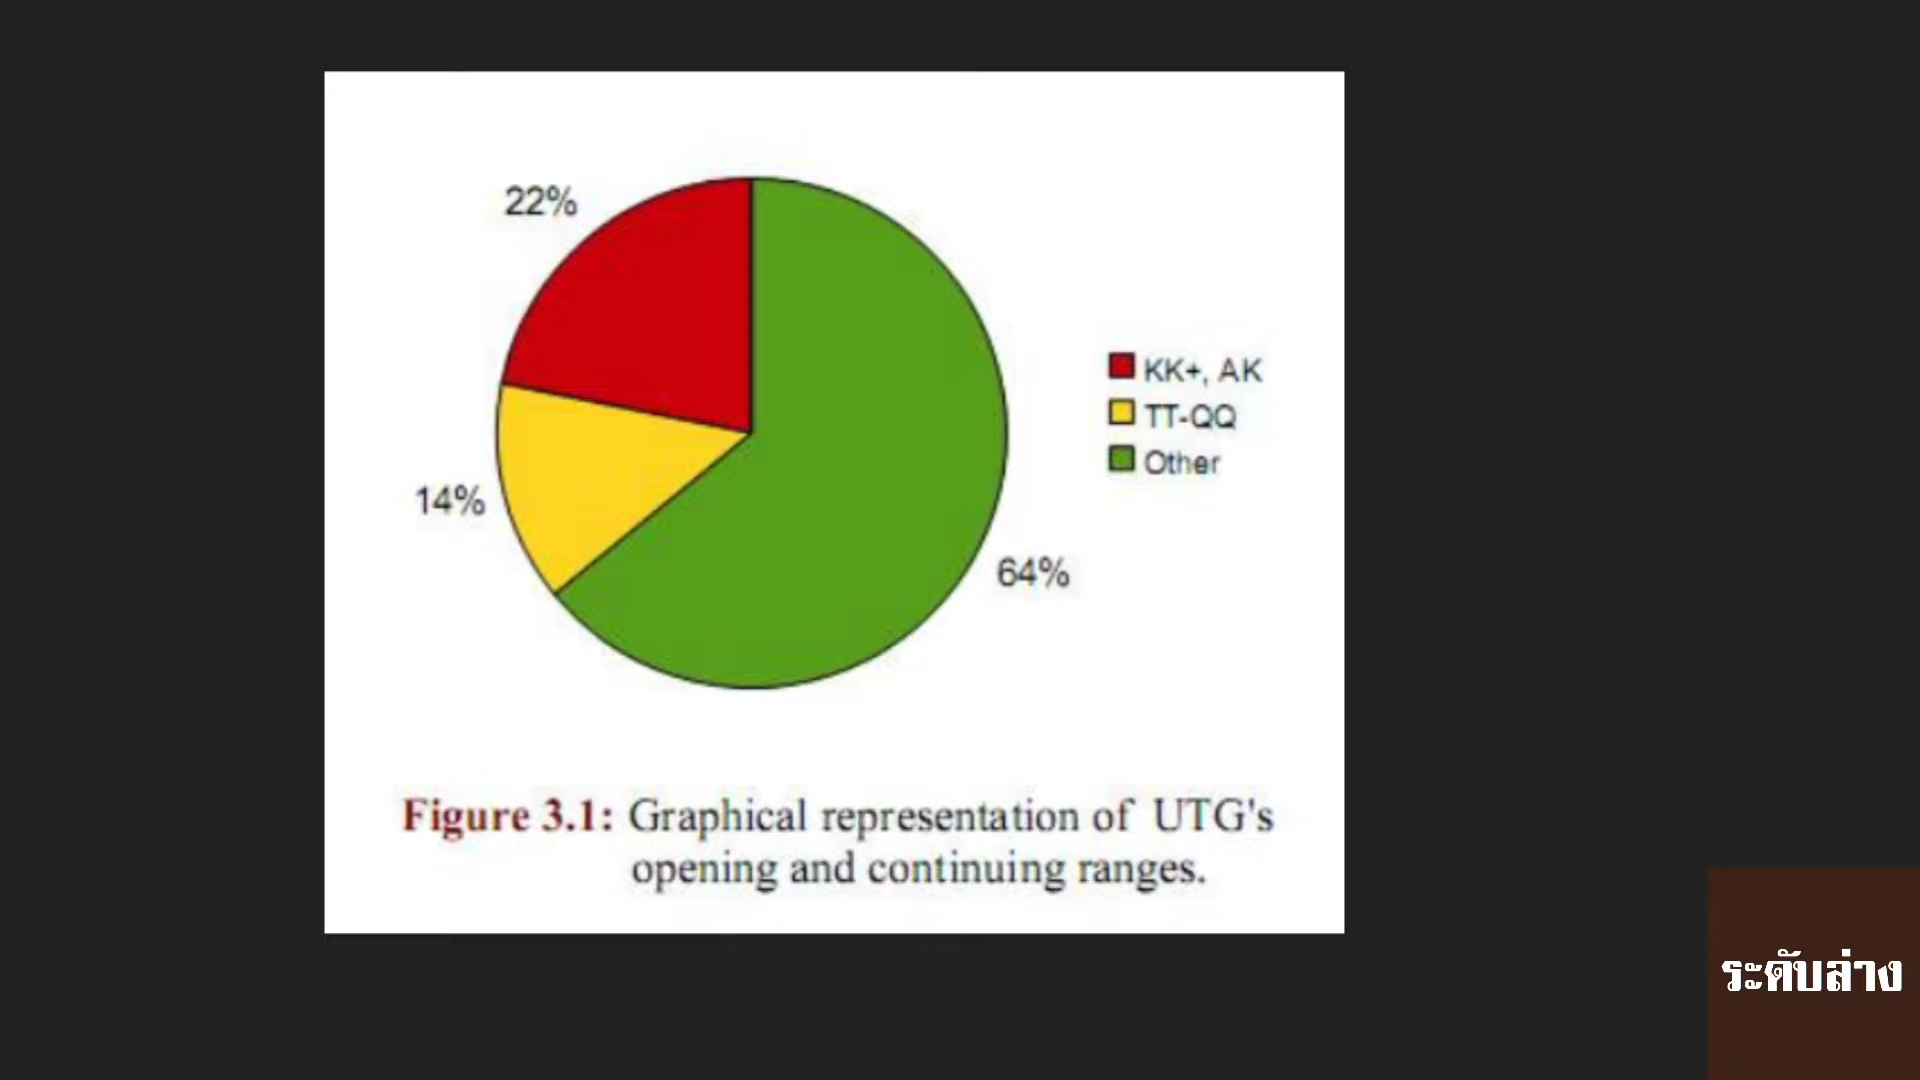 22%
14%
64%
KK+, AK
TT-QQ
Other
Figure 3.1: Graphical representation of UTG's
opening and continuing ranges.
ระดับล่าง